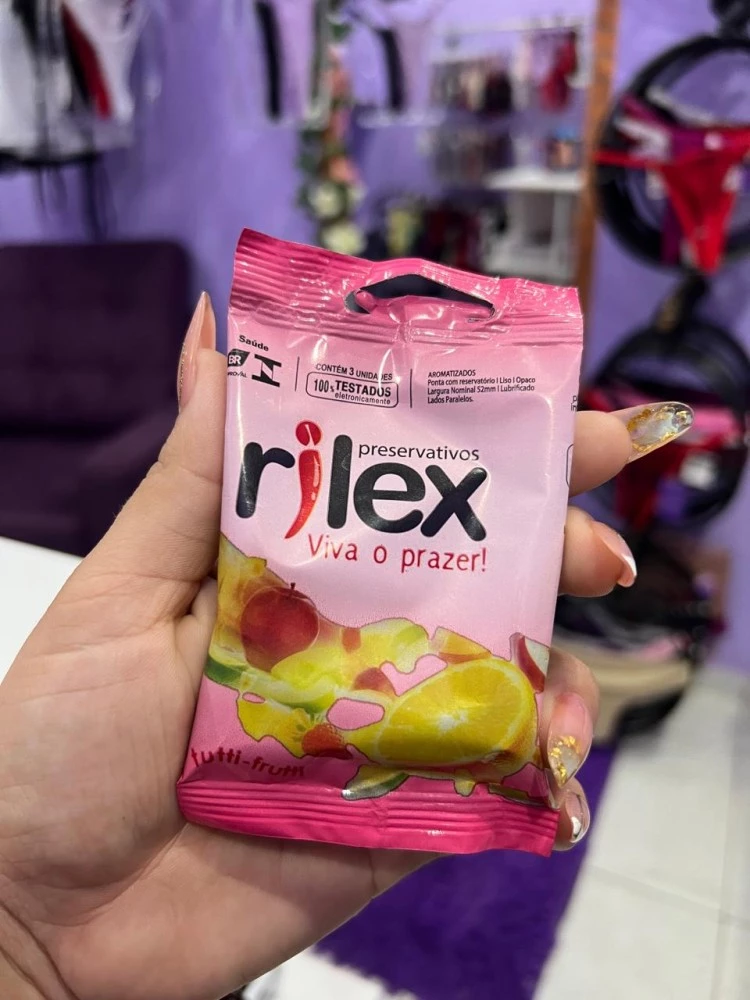 Saúde
BR
CONTÉM 3 UNIDADES
100% TESTADOS
eletronicamente
AROMATIZADOS
Ponta com reservatório I Liso I Opaco
Largura Nominal 52mm I Lubrificado
Lados Paralelos.
preservativos
rilex
Viva o prazer!
tutti-frutti